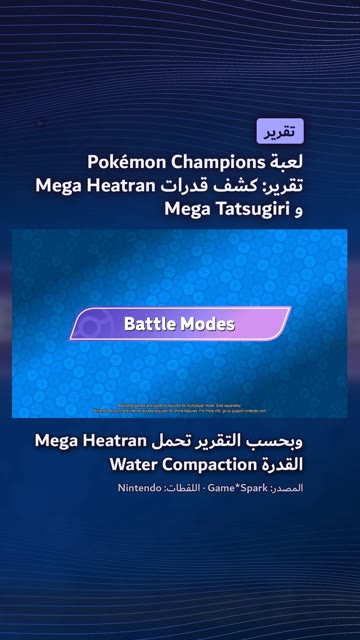 تقرير
لعبة Pokémon Champions
تقرير: كشف قدرات Mega Heatran
و Mega Tatsugiri
Battle Modes
وبحسب التقرير تحمل Mega Heatran
القدرة Water Compaction
المصدر: Game*Spark · اللقطات: Nintendo